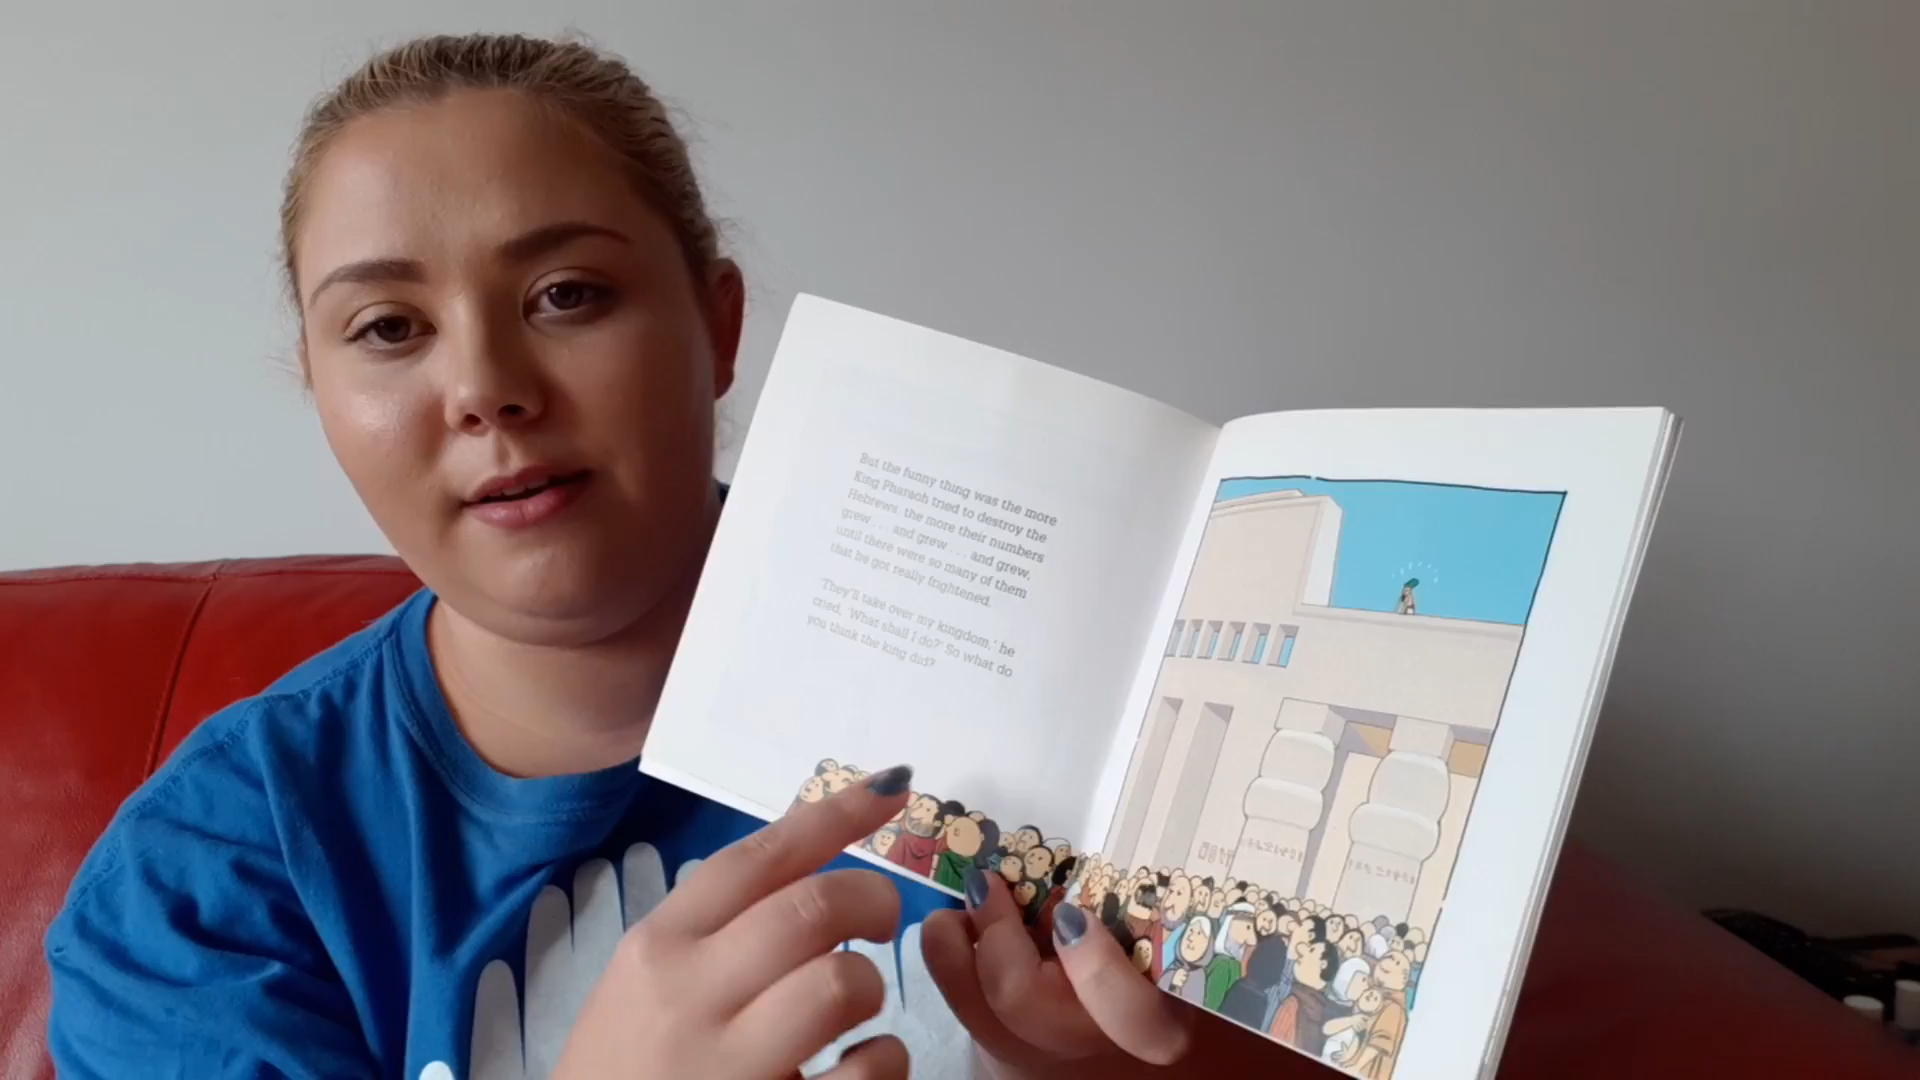 But the funny thing was the more
King Pharaoh tried to destroy the
Hebrews, the more their numbers
grew . . . and grew . . . and grew,
until there were so many of them
that he got really frightened.
'They'll take over my kingdom,' he
cried, 'What shall I do?' So what do
you think the king did?